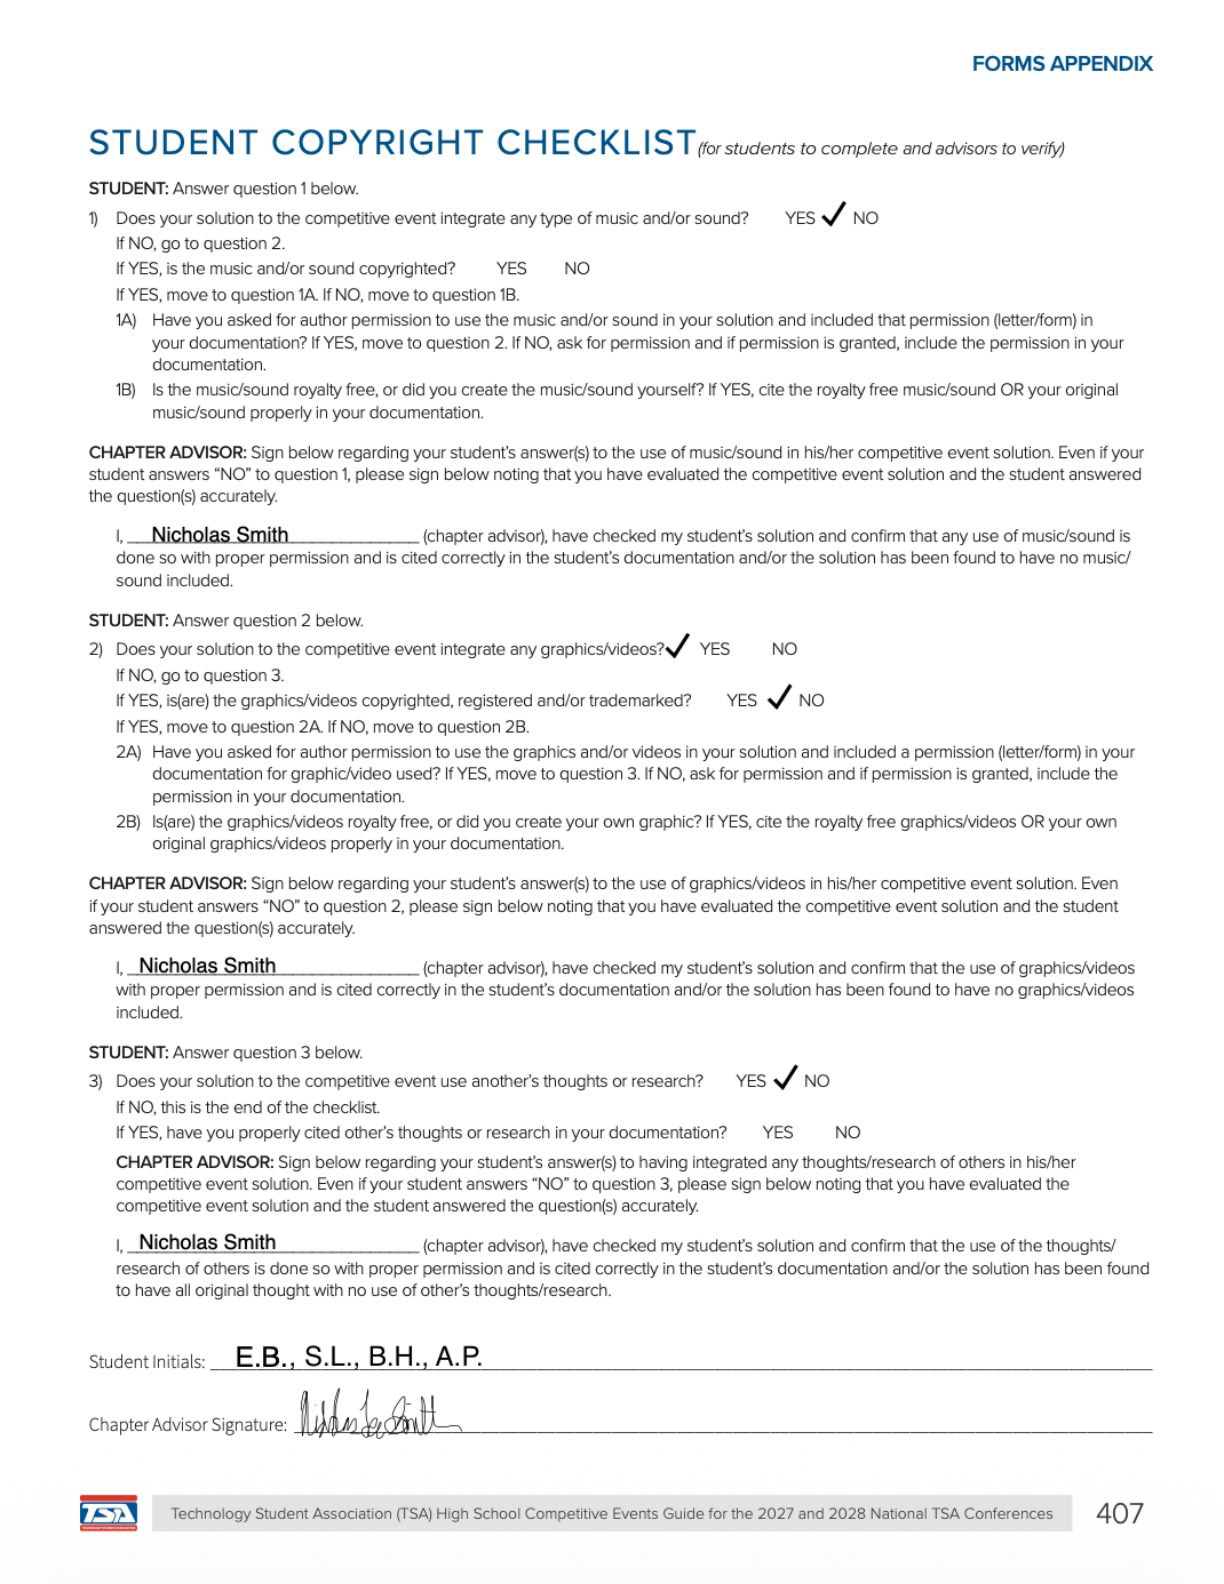 FORMS APPENDIX
STUDENT COPYRIGHT CHECKLIST (for students to complete and advisors to verify)
STUDENT: Answer question 1 below.
1) Does your solution to the competitive event integrate any type of music and/or sound? YES ✓ NO
If NO, go to question 2.
If YES, is the music and/or sound copyrighted? YES NO
If YES, move to question 1A. If NO, move to question 1B.
1A) Have you asked for author permission to use the music and/or sound in your solution and included that permission (letter/form) in
your documentation? If YES, move to question 2. If NO, ask for permission and if permission is granted, include the permission in your
documentation.
1B) Is the music/sound royalty free, or did you create the music/sound yourself? If YES, cite the royalty free music/sound OR your original
music/sound properly in your documentation.
CHAPTER ADVISOR: Sign below regarding your student’s answer(s) to the use of music/sound in his/her competitive event solution. Even if your
student answers “NO” to question 1, please sign below noting that you have evaluated the competitive event solution and the student answered
the question(s) accurately.
I, Nicholas Smith (chapter advisor), have checked my student’s solution and confirm that any use of music/sound is
done so with proper permission and is cited correctly in the student’s documentation and/or the solution has been found to have no music/
sound included.
STUDENT: Answer question 2 below.
2) Does your solution to the competitive event integrate any graphics/videos? ✓ YES NO
If NO, go to question 3.
If YES, is(are) the graphics/videos copyrighted, registered and/or trademarked? YES ✓ NO
If YES, move to question 2A. If NO, move to question 2B.
2A) Have you asked for author permission to use the graphics and/or videos in your solution and included a permission (letter/form) in your
documentation for graphic/video used? If YES, move to question 3. If NO, ask for permission and if permission is granted, include the
permission in your documentation.
2B) Is(are) the graphics/videos royalty free, or did you create your own graphic? If YES, cite the royalty free graphics/videos OR your own
original graphics/videos properly in your documentation.
CHAPTER ADVISOR: Sign below regarding your student’s answer(s) to the use of graphics/videos in his/her competitive event solution. Even
if your student answers “NO” to question 2, please sign below noting that you have evaluated the competitive event solution and the student
answered the question(s) accurately.
I, Nicholas Smith (chapter advisor), have checked my student’s solution and confirm that the use of graphics/videos
with proper permission and is cited correctly in the student’s documentation and/or the solution has been found to have no graphics/videos
included.
STUDENT: Answer question 3 below.
3) Does your solution to the competitive event use another’s thoughts or research? YES ✓ NO
If NO, this is the end of the checklist.
If YES, have you properly cited other’s thoughts or research in your documentation? YES NO
CHAPTER ADVISOR: Sign below regarding your student’s answer(s) to having integrated any thoughts/research of others in his/her
competitive event solution. Even if your student answers “NO” to question 3, please sign below noting that you have evaluated the
competitive event solution and the student answered the question(s) accurately.
I, Nicholas Smith (chapter advisor), have checked my student’s solution and confirm that the use of the thoughts/
research of others is done so with proper permission and is cited correctly in the student’s documentation and/or the solution has been found
to have all original thought with no use of other’s thoughts/research.
Student Initials: E.B., S.L., B.H., A.P.
Chapter Advisor Signature: Nicholas Lee Smith
TSA Technology Student Association (TSA) High School Competitive Events Guide for the 2027 and 2028 National TSA Conferences 407